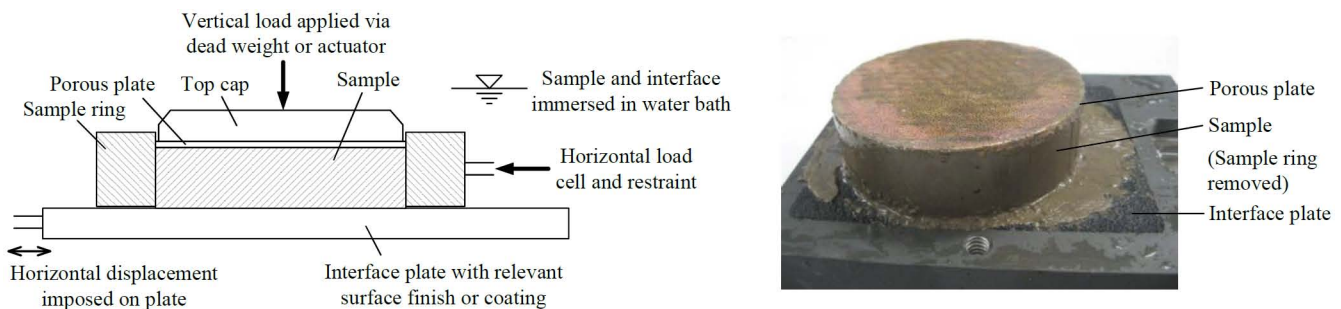 Vertical load applied via
dead weight or actuator
Porous plate
Top cap
Sample
Sample ring
Sample and interface
immersed in water bath
Horizontal load
cell and restraint
Horizontal displacement
imposed on plate
Interface plate with relevant
surface finish or coating
Porous plate
Sample
(Sample ring
removed)
Interface plate